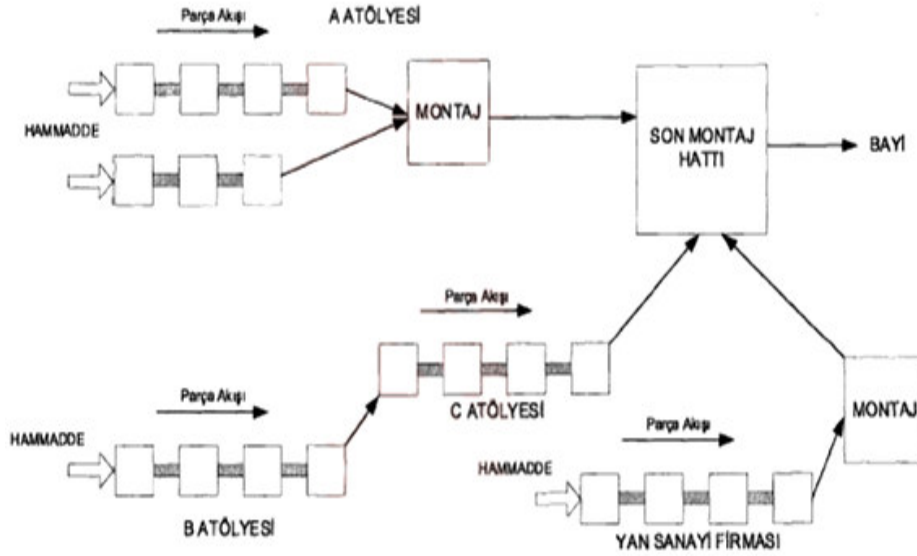 Parça Akışı
A ATÖLYESİ
HAMMADDE
MONTAJ
SON MONTAJ
HATTI
BAYİ
Parça Akışı
C ATÖLYESİ
Parça Akışı
HAMMADDE
B ATÖLYESİ
MONTAJ
Parça Akışı
HAMMADDE
YAN SANAYİ FİRMASI